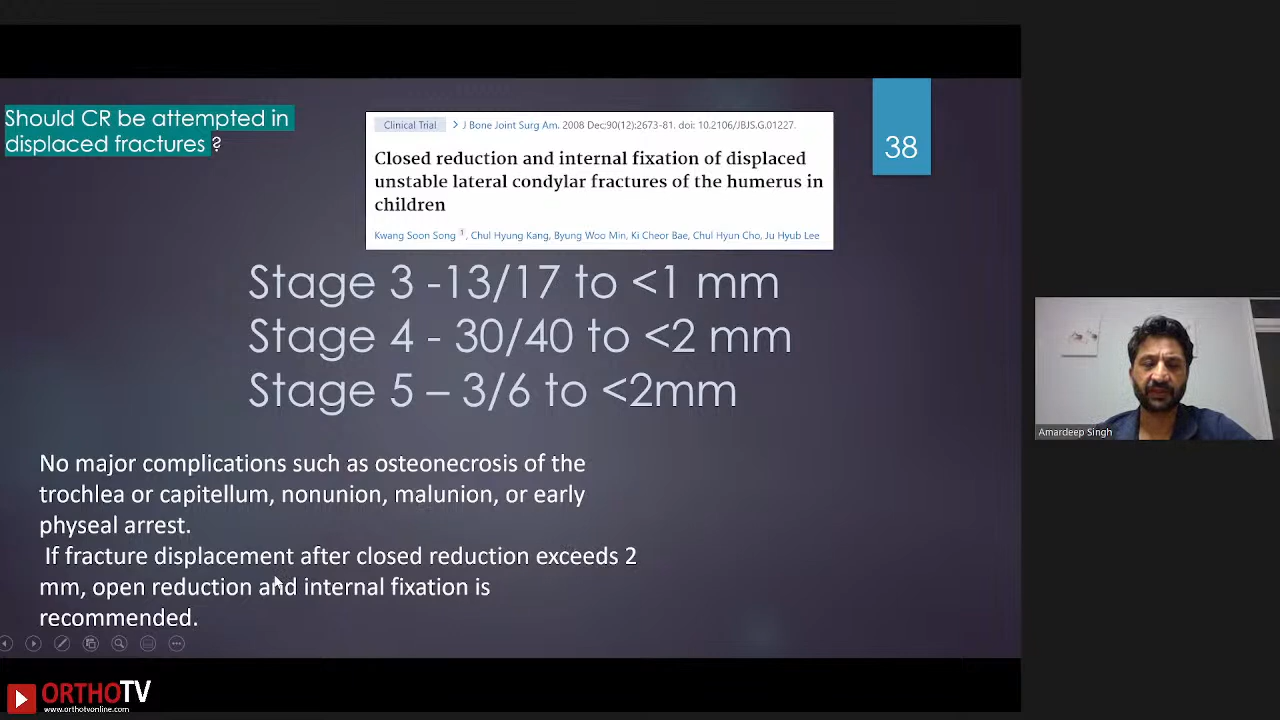 Should CR be attempted in
displaced fractures ?
Clinical Trial > J Bone Joint Surg Am. 2008 Dec;90(12):2673-81. doi: 10.2106/JBJS.G.01227.
Closed reduction and internal fixation of displaced
unstable lateral condylar fractures of the humerus in
children
Kwang Soon Song 1, Chul Hyung Kang, Byung Woo Min, Ki Cheor Bae, Chul Hyun Cho, Ju Hyub Lee
38
Stage 3 -13/17 to <1 mm
Stage 4 - 30/40 to <2 mm
Stage 5 – 3/6 to <2mm
No major complications such as osteonecrosis of the
trochlea or capitellum, nonunion, malunion, or early
physeal arrest.
If fracture displacement after closed reduction exceeds 2
mm, open reduction and internal fixation is
recommended.
Amardeep Singh
ORTHOTV
www.orthotvonline.com